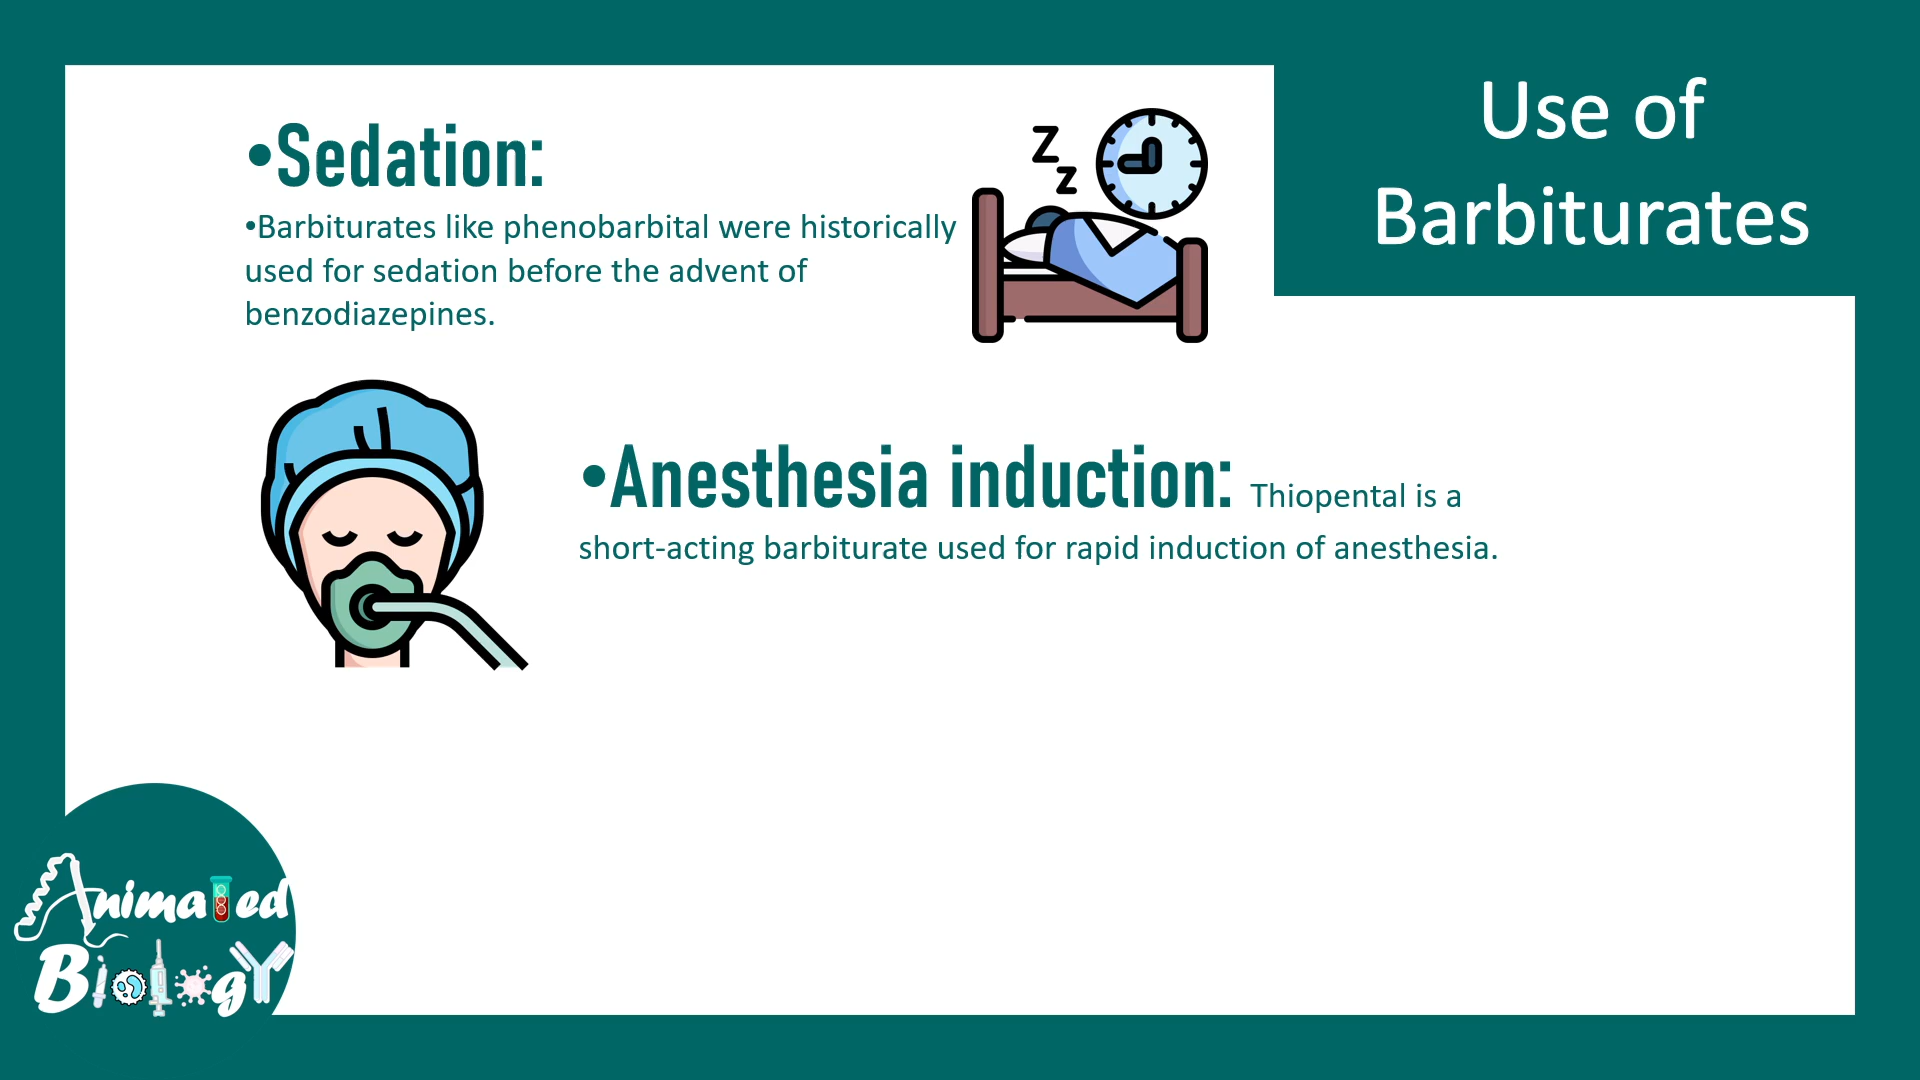 Use of
Barbiturates
•Sedation:
•Barbiturates like phenobarbital were historically
used for sedation before the advent of
benzodiazepines.
Z
z
•Anesthesia induction: Thiopental is a
short-acting barbiturate used for rapid induction of anesthesia.
Animated
Biology